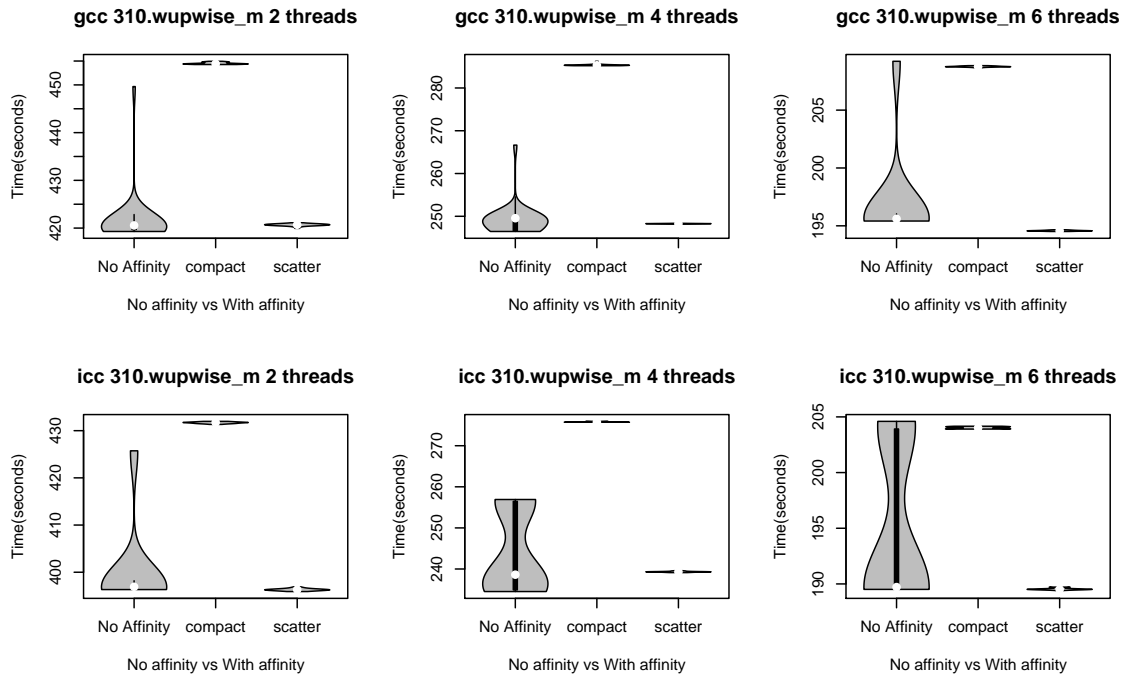 gcc 310.wupwise_m 2 threads
Time(seconds)
420 430 440 450
No Affinity compact scatter
No affinity vs With affinity
gcc 310.wupwise_m 4 threads
Time(seconds)
250 260 270 280
No Affinity compact scatter
No affinity vs With affinity
gcc 310.wupwise_m 6 threads
Time(seconds)
195 200 205
No Affinity compact scatter
No affinity vs With affinity
icc 310.wupwise_m 2 threads
Time(seconds)
400 410 420 430
No Affinity compact scatter
No affinity vs With affinity
icc 310.wupwise_m 4 threads
Time(seconds)
240 250 260 270
No Affinity compact scatter
No affinity vs With affinity
icc 310.wupwise_m 6 threads
Time(seconds)
190 195 200 205
No Affinity compact scatter
No affinity vs With affinity